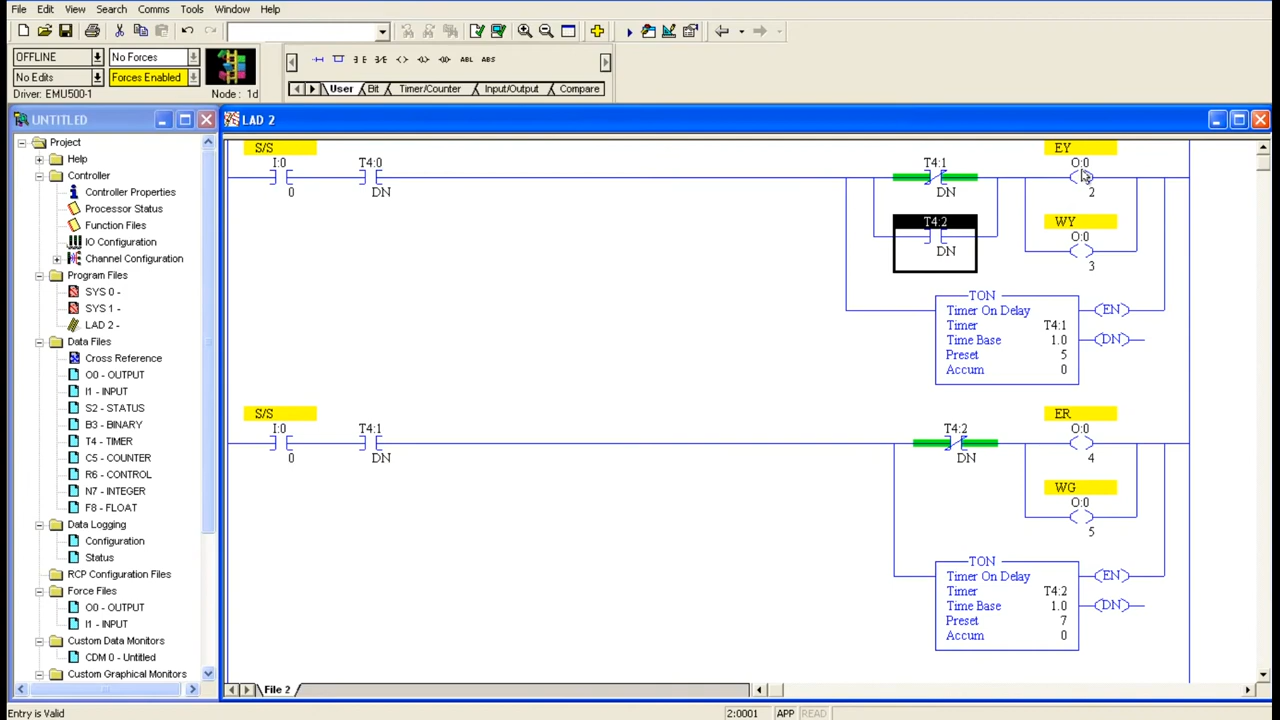 File Edit View Search Comms Tools Window Help
OFFLINE No Forces
No Edits Forces Enabled
Driver: EMU500-1 Node : 1d
ABL ABS
User Bit Timer/Counter Input/Output Compare
UNTITLED
Project
Help
Controller
Controller Properties
Processor Status
Function Files
IO Configuration
Channel Configuration
Program Files
SYS 0 -
SYS 1 -
LAD 2 -
Data Files
Cross Reference
O0 - OUTPUT
I1 - INPUT
S2 - STATUS
B3 - BINARY
T4 - TIMER
C5 - COUNTER
R6 - CONTROL
N7 - INTEGER
F8 - FLOAT
Data Logging
Configuration
Status
RCP Configuration Files
Force Files
O0 - OUTPUT
I1 - INPUT
Custom Data Monitors
CDM 0 - Untitled
Custom Graphical Monitors
LAD 2
S/S EY
I:0 T4:0 T4:1 O:0
0 DN DN 2
T4:2 WY
O:0
DN 3
TON
Timer On Delay EN
Timer T4:1
Time Base 1.0 DN
Preset 5
Accum 0
S/S ER
I:0 T4:1 T4:2 O:0
0 DN DN 4
WG
O:0
5
TON
Timer On Delay EN
Timer T4:2
Time Base 1.0 DN
Preset 7
Accum 0
File 2
Entry is Valid 2:0001 APP READ